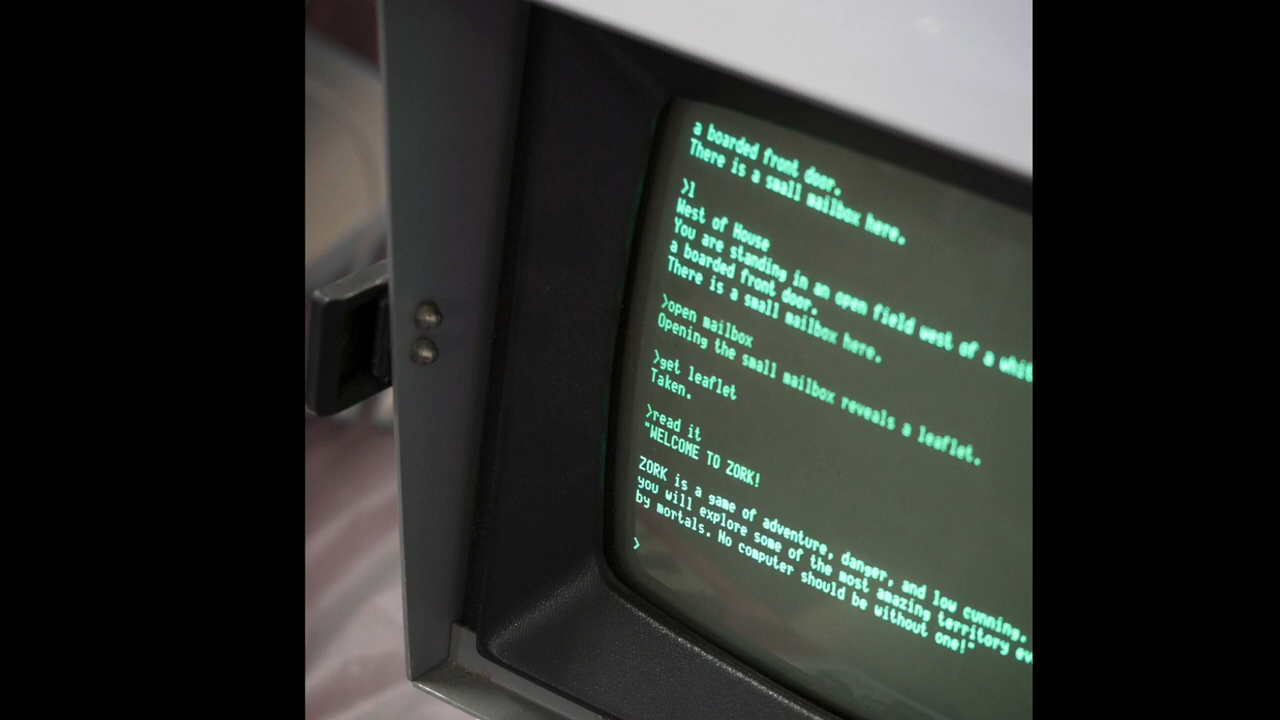 a boarded front door.
There is a small mailbox here.
>l
West of House
You are standing in an open field west of a whit
a boarded front door.
There is a small mailbox here.
>open mailbox
Opening the small mailbox reveals a leaflet.
>get leaflet
Taken.
>read it
"WELCOME TO ZORK!
ZORK is a game of adventure, danger, and low cunning.
you will explore some of the most amazing territory ev
by mortals. No computer should be without one!"
>